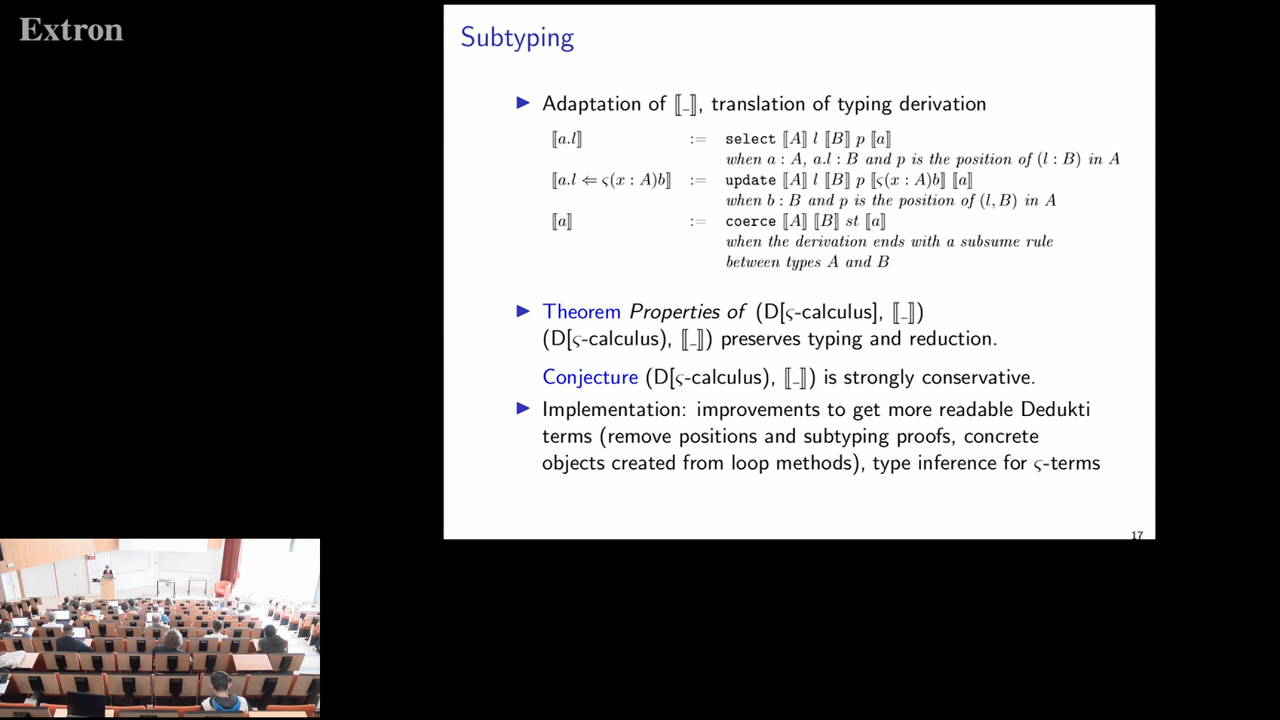 Extron
Subtyping
▶ Adaptation of ⟦_⟧, translation of typing derivation
⟦a.l⟧ := select ⟦A⟧ l ⟦B⟧ p ⟦a⟧
when a : A, a.l : B and p is the position of (l : B) in A
⟦a.l ⇐ ς(x : A)b⟧ := update ⟦A⟧ l ⟦B⟧ p ⟦ς(x : A)b⟧ ⟦a⟧
when b : B and p is the position of (l, B) in A
⟦a⟧ := coerce ⟦A⟧ ⟦B⟧ st ⟦a⟧
when the derivation ends with a subsume rule
between types A and B
▶ Theorem Properties of (D[ς-calculus], ⟦_⟧)
(D[ς-calculus), ⟦_⟧) preserves typing and reduction.
Conjecture (D[ς-calculus), ⟦_⟧) is strongly conservative.
▶ Implementation: improvements to get more readable Dedukti
terms (remove positions and subtyping proofs, concrete
objects created from loop methods), type inference for ς-terms
17